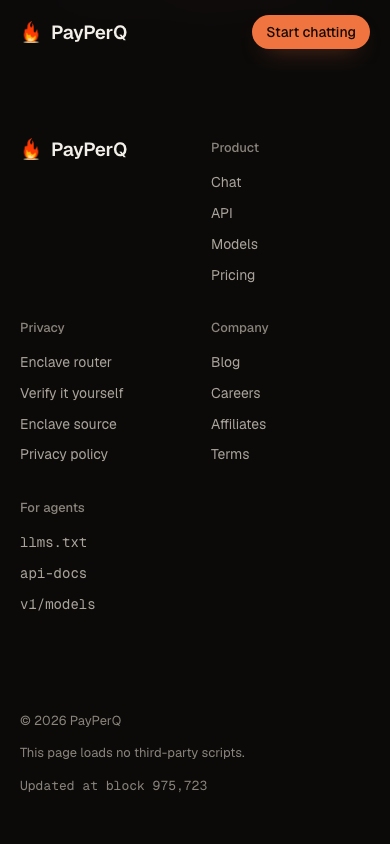 PayPerQ
Start chatting
PayPerQ
Product
Chat
API
Models
Pricing
Privacy
Enclave router
Verify it yourself
Enclave source
Privacy policy
Company
Blog
Careers
Affiliates
Terms
For agents
llms.txt
api-docs
v1/models
© 2026 PayPerQ
This page loads no third-party scripts.
Updated at block 975,723